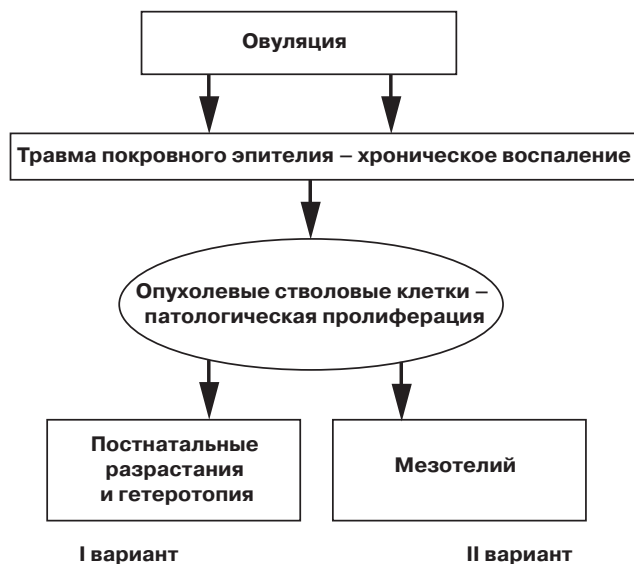 Овуляция
Травма покровного эпителия – хроническое воспаление
Опухолевые стволовые клетки –
патологическая пролиферация
Постнатальные
разрастания
и гетеротопия
Мезотелий
I вариант
II вариант